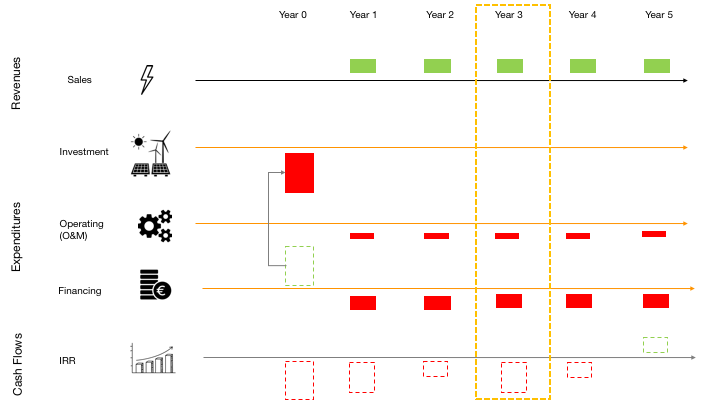 Year 0 Year 1 Year 2 Year 3 Year 4 Year 5
Revenues
Sales
Expenditures
Investment
Operating
(O&M)
Financing
€
Cash Flows
IRR